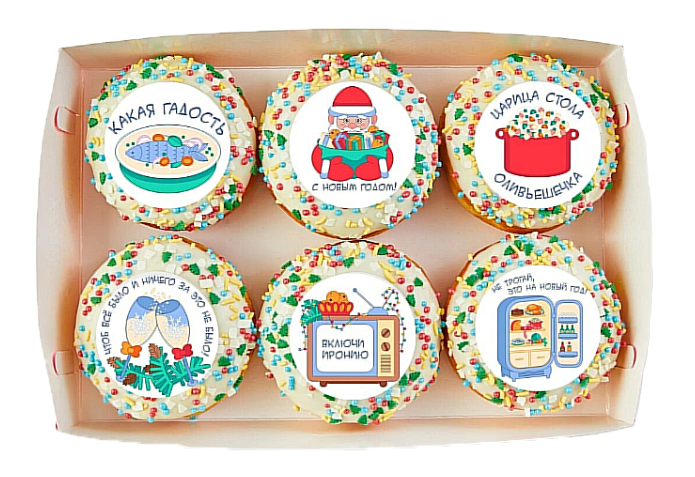 КАКАЯ ГАДОСТЬ
С НОВЫМ ГОДОМ!
ЦАРИЦА СТОЛА
ОЛИВЬЕШЕЧКА
ЧТОБ ВСЁ БЫЛО И НИЧЕГО ЗА ЭТО НЕ БЫЛО!
ВКЛЮЧИ
ИРОНИЮ
НЕ ТРОГАЙ,
ЭТО НА НОВЫЙ ГОД!